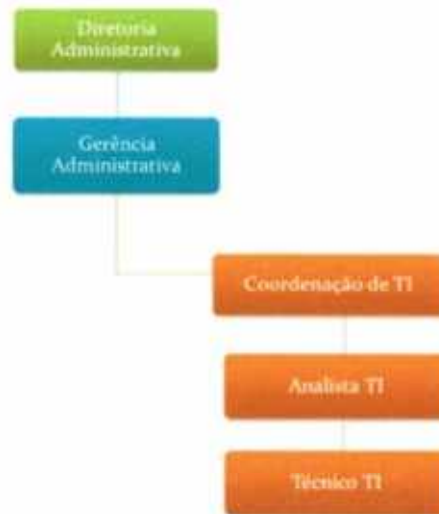 Diretoria
Administrativa
Gerência
Administrativa
Coordenação de TI
Analista TI
Técnico TI